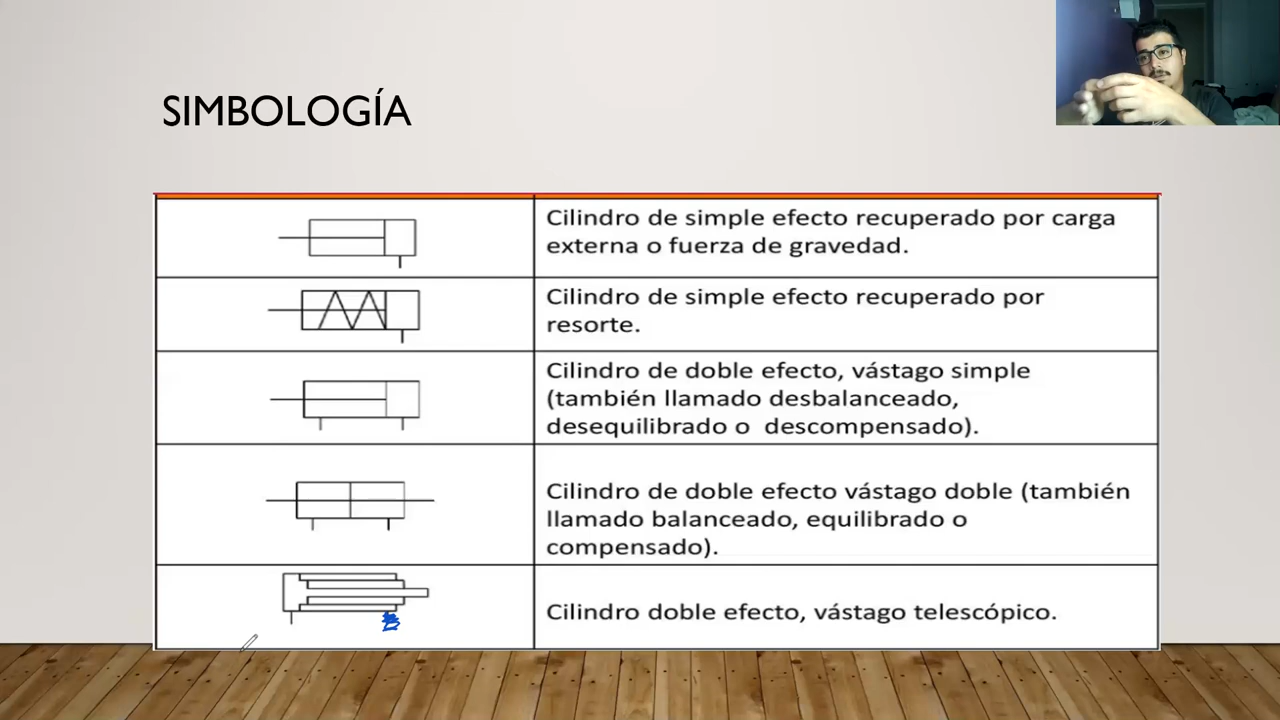 SIMBOLOGÍA
Cilindro de simple efecto recuperado por carga
externa o fuerza de gravedad.
Cilindro de simple efecto recuperado por
resorte.
Cilindro de doble efecto, vástago simple
(también llamado desbalanceado,
desequilibrado o descompensado).
Cilindro de doble efecto vástago doble (también
llamado balanceado, equilibrado o
compensado).
Cilindro doble efecto, vástago telescópico.